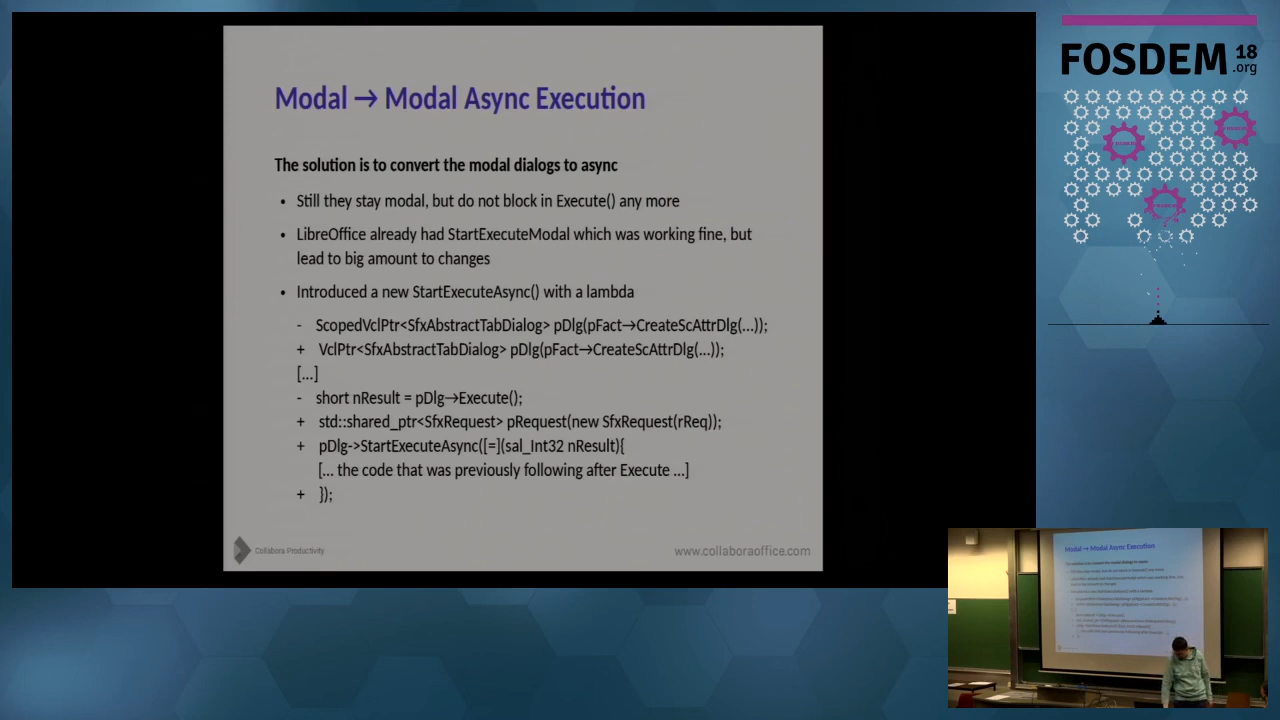 Modal → Modal Async Execution
The solution is to convert the modal dialogs to async
• Still they stay modal, but do not block in Execute() any more
• LibreOffice already had StartExecuteModal which was working fine, but
lead to big amount to changes
• Introduced a new StartExecuteAsync() with a lambda
- ScopedVclPtr<SfxAbstractTabDialog> pDlg(pFact→CreateScAttrDlg(...));
+ VclPtr<SfxAbstractTabDialog> pDlg(pFact→CreateScAttrDlg(...));
[...]
- short nResult = pDlg→Execute();
+ std::shared_ptr<SfxRequest> pRequest(new SfxRequest(rReq));
+ pDlg->StartExecuteAsync([=](sal_Int32 nResult){
[... the code that was previously following after Execute ...]
+ });
Collabora Productivity
www.collaboraoffice.com
FOSDEM 18
.org
Modal → Modal Async Execution